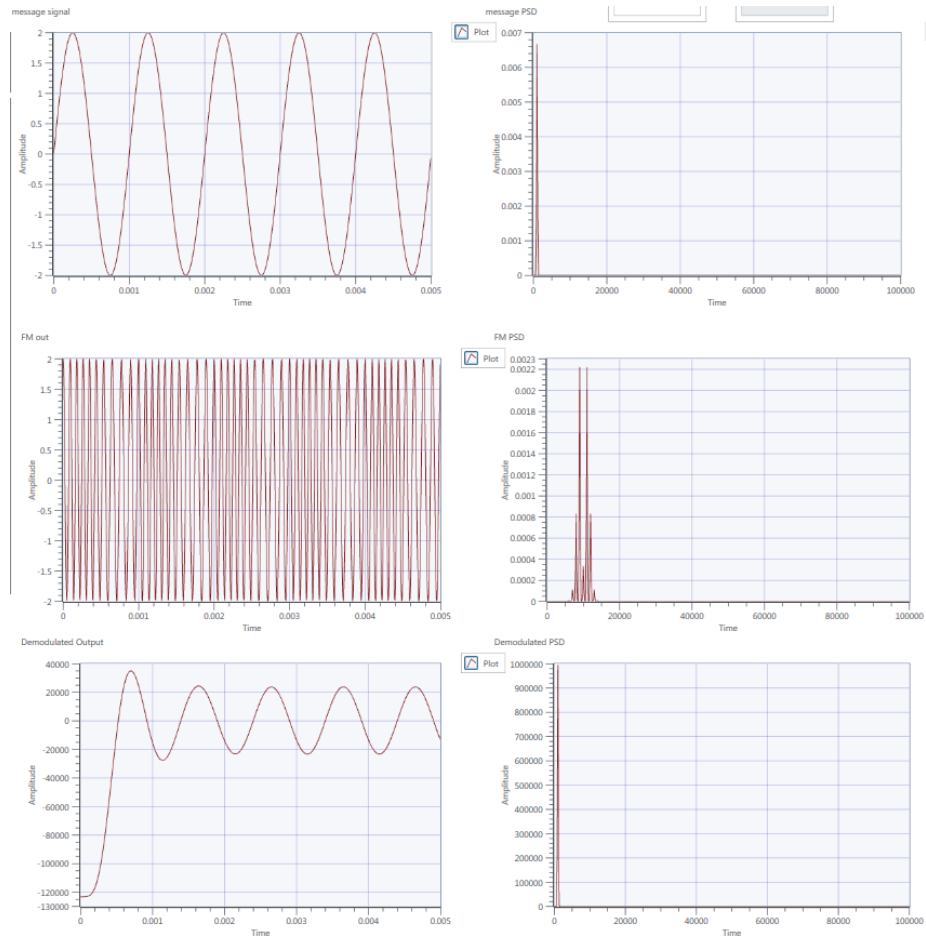 message signal
Plot
2
1.5
1
0.5
0
-0.5
-1
-1.5
-2
Amplitude
0 0.001 0.002 0.003 0.004 0.005
Time
message PSD
0.007
0.006
0.005
0.004
0.003
0.002
0.001
0
Amplitude
0 20000 40000 60000 80000 100000
Time
FM out
Plot
2
1.5
1
0.5
0
-0.5
-1
-1.5
-2
Amplitude
0 0.001 0.002 0.003 0.004 0.005
Time
FM PSD
0.0023
0.0022
0.002
0.0018
0.0016
0.0014
0.0012
0.001
0.0008
0.0006
0.0004
0.0002
0
Amplitude
0 20000 40000 60000 80000 100000
Time
Demodulated Output
Plot
40000
20000
0
-20000
-40000
-60000
-80000
-100000
-120000
-130000
Amplitude
0 0.001 0.002 0.003 0.004 0.005
Time
Demodulated PSD
1000000
900000
800000
700000
600000
500000
400000
300000
200000
100000
0
Amplitude
0 20000 40000 60000 80000 100000
Time